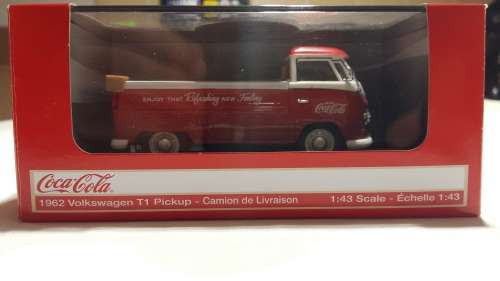 ENJOY THAT Refreshing NEW Feeling
Coca-Cola
Coca-Cola
1962 Volkswagen T1 Pickup - Camion de Livraison 1:43 Scale - Échelle 1:43